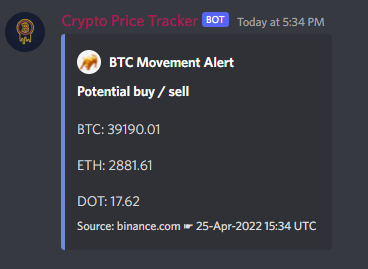 Crypto Price Tracker BOT Today at 5:34 PM
BTC Movement Alert
Potential buy / sell
BTC: 39190.01
ETH: 2881.61
DOT: 17.62
Source: binance.com ☛ 25-Apr-2022 15:34 UTC